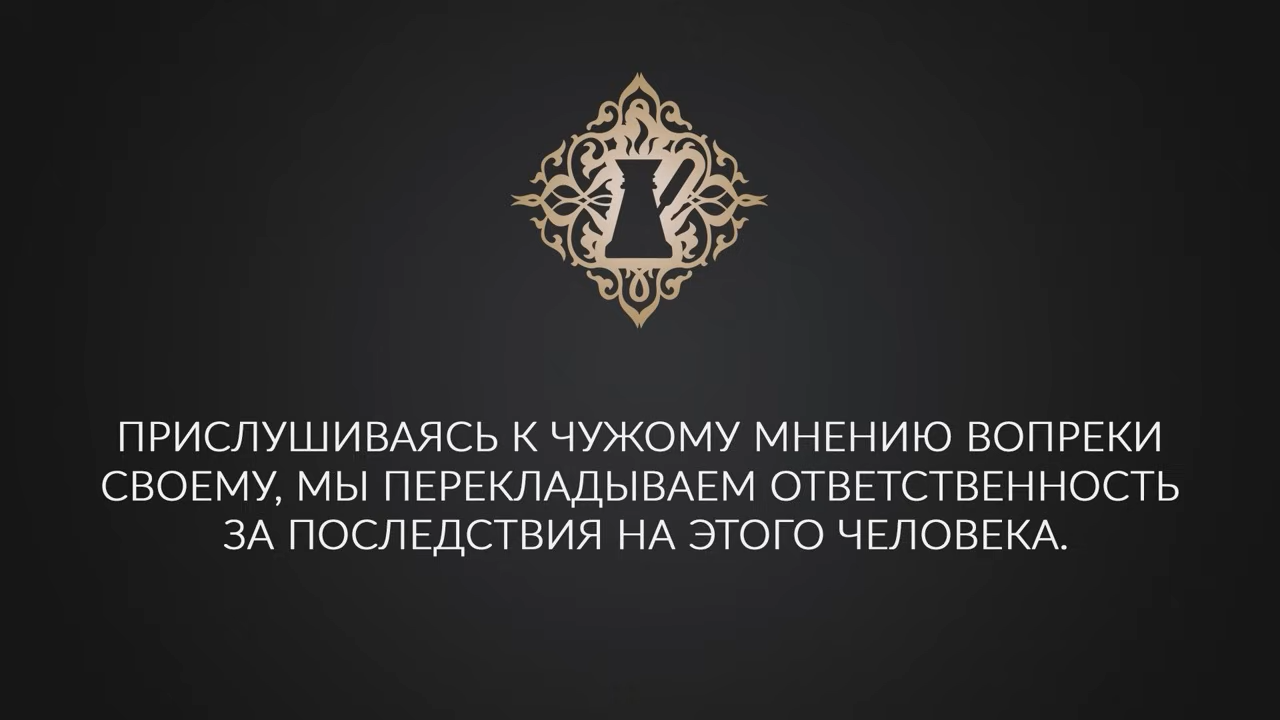 ПРИСЛУШИВАЯСЬ К ЧУЖОМУ МНЕНИЮ ВОПРЕКИ
СВОЕМУ, МЫ ПЕРЕКЛАДЫВАЕМ ОТВЕТСТВЕННОСТЬ
ЗА ПОСЛЕДСТВИЯ НА ЭТОГО ЧЕЛОВЕКА.